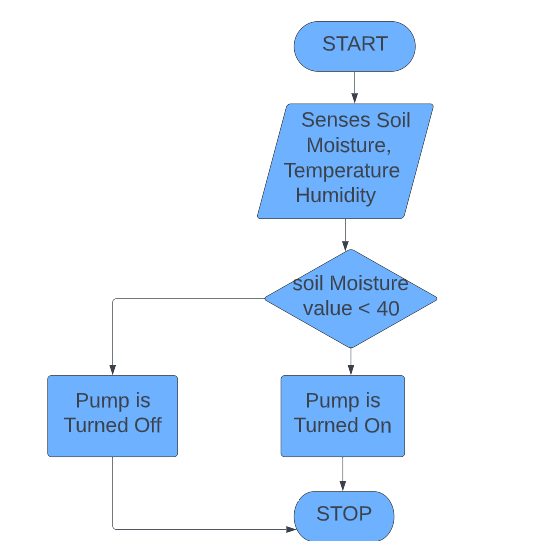 START
Senses Soil
Moisture,
Temperature
Humidity
soil Moisture
value < 40
Pump is
Turned Off
Pump is
Turned On
STOP